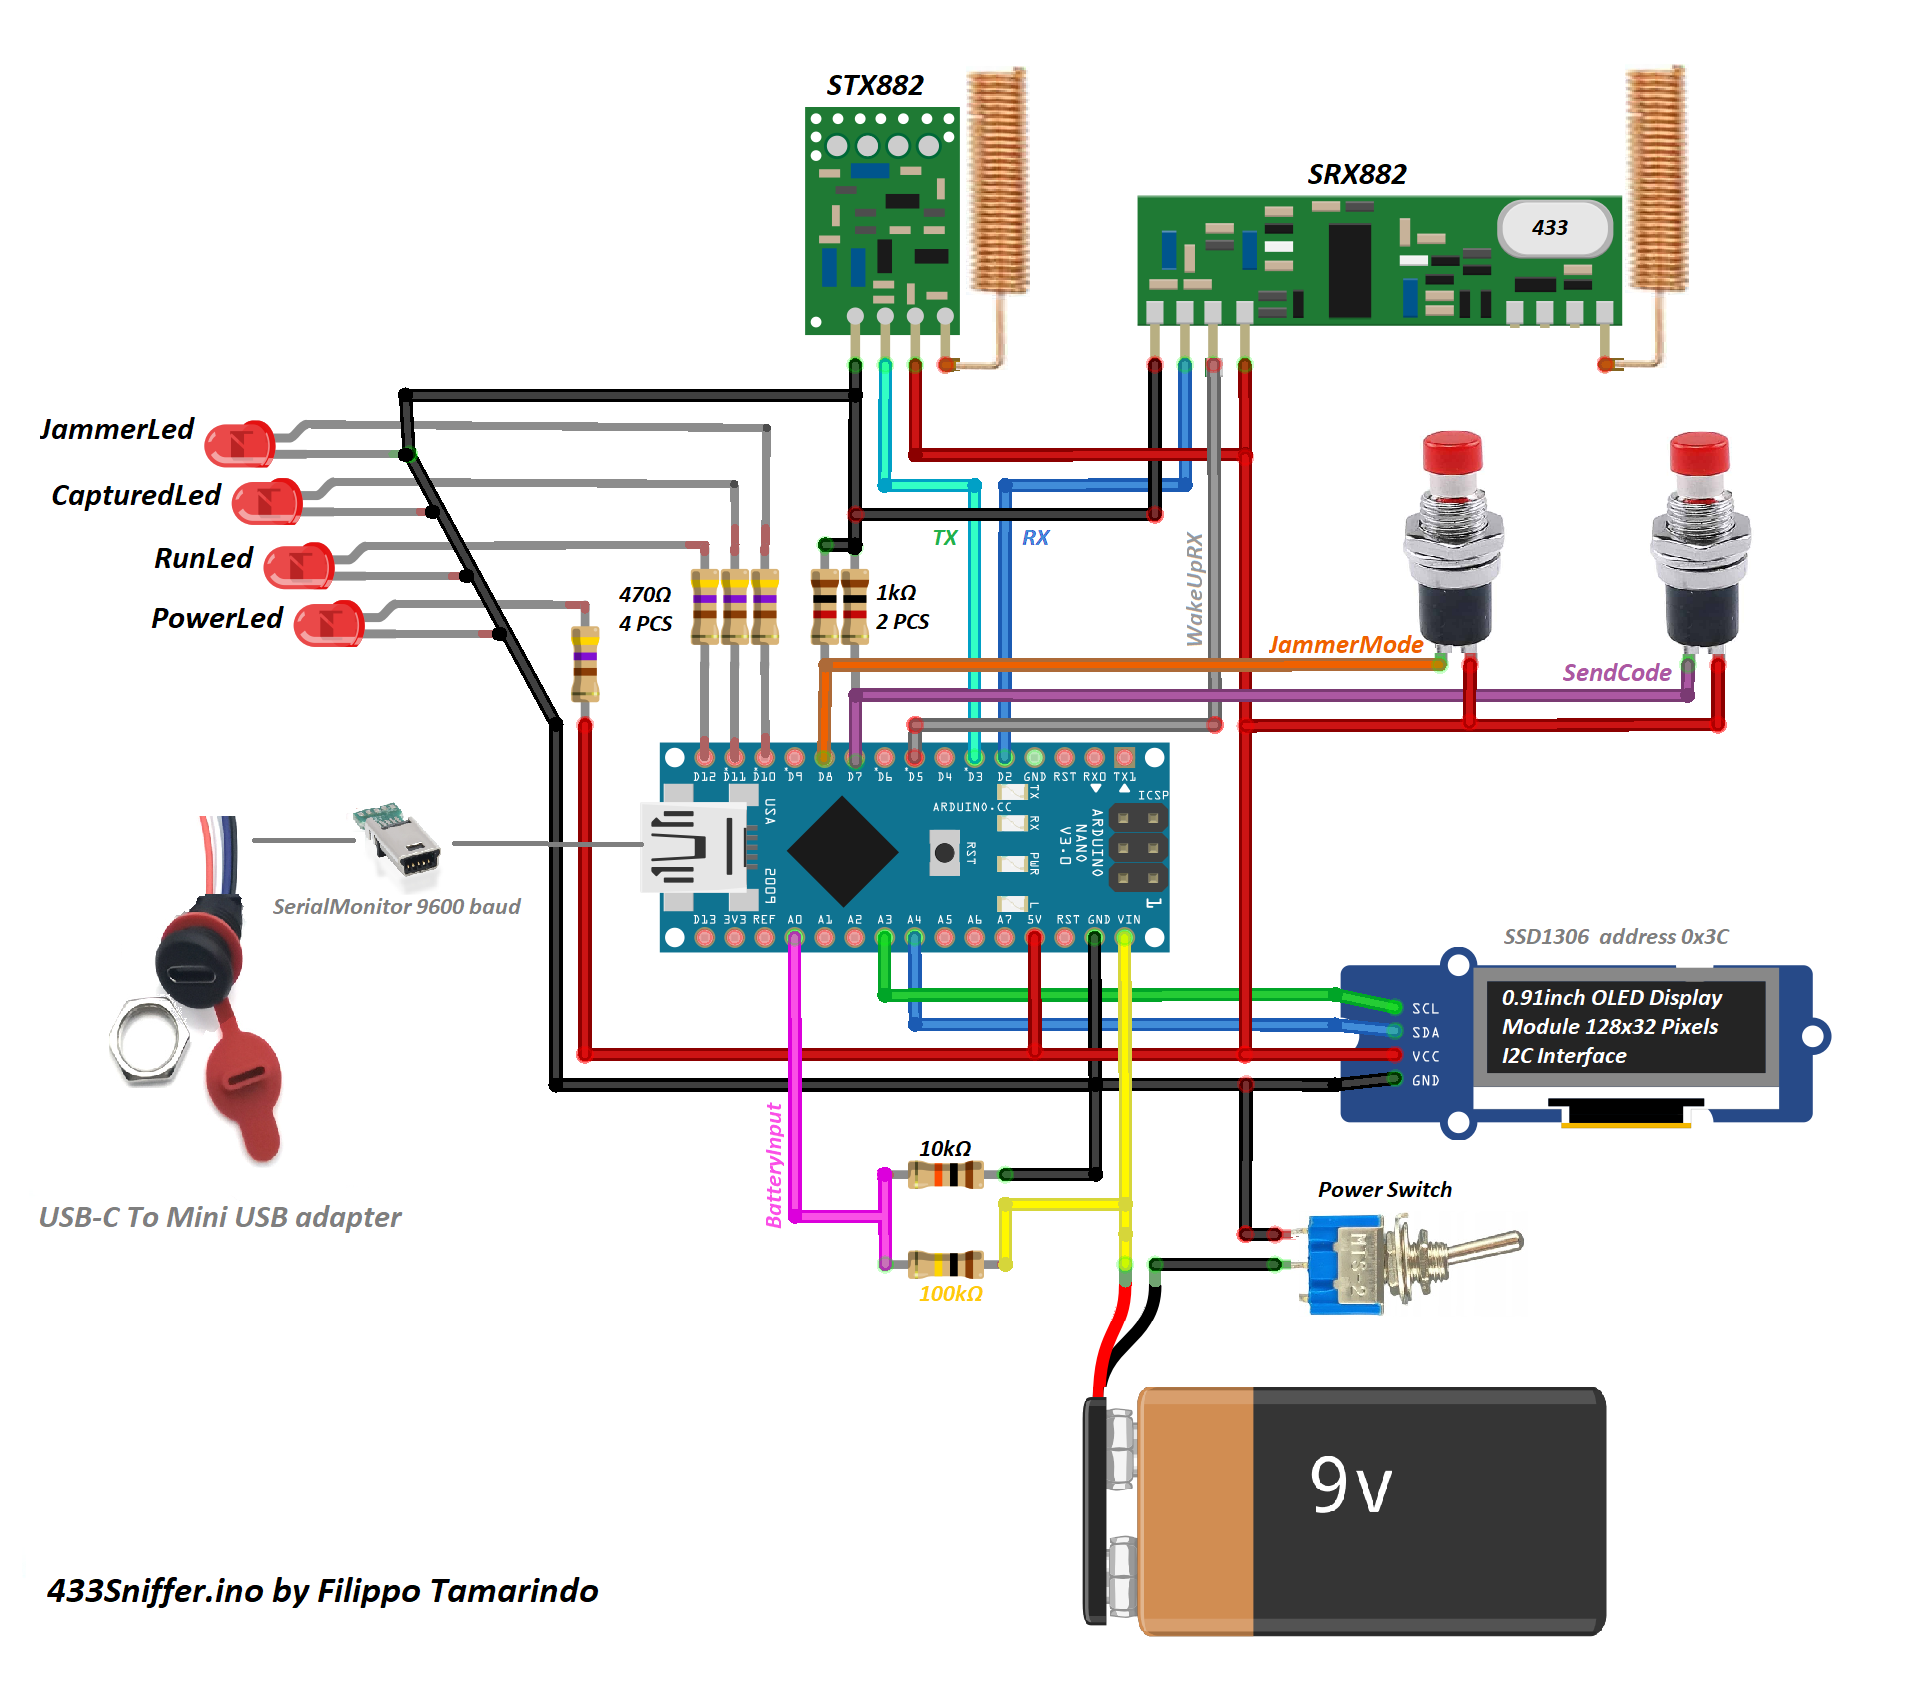 STX882
SRX882
433
JammerLed
CapturedLed
RunLed
PowerLed
470Ω
4 PCS
1kΩ
2 PCS
TX
RX
WakeUpRX
JammerMode
SendCode
D12 D11 D10 D9 D8 D7 D6 D5 D4 D3 D2 GND RST RX0 TX1
USA
2009
ARDUINO.CC
RST
TX
RX
PWR
L
ARDUINO
NANO
V3.0
ICSP
1
D13 3V3 REF A0 A1 A2 A3 A4 A5 A6 A7 5V RST GND VIN
SerialMonitor 9600 baud
USB-C To Mini USB adapter
SSD1306 address 0x3C
0.91inch OLED Display
Module 128x32 Pixels
I2C Interface
SCL
SDA
VCC
GND
BatteryInput
10kΩ
100kΩ
Power Switch
MTS-2
9v
433Sniffer.ino by Filippo Tamarindo